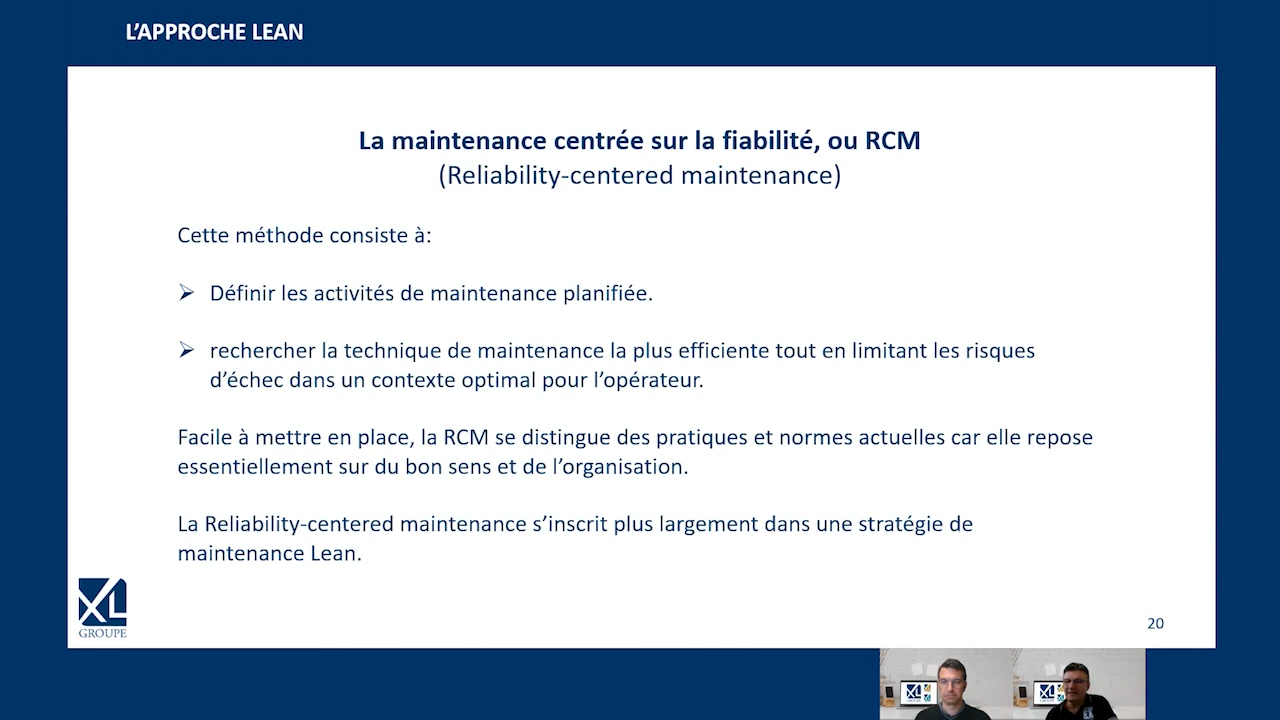 L'APPROCHE LEAN
La maintenance centrée sur la fiabilité, ou RCM
(Reliability-centered maintenance)
Cette méthode consiste à:
Définir les activités de maintenance planifiée.
rechercher la technique de maintenance la plus efficiente tout en limitant les risques
d'échec dans un contexte optimal pour l'opérateur.
Facile à mettre en place, la RCM se distingue des pratiques et normes actuelles car elle repose
essentiellement sur du bon sens et de l'organisation.
La Reliability-centered maintenance s'inscrit plus largement dans une stratégie de
maintenance Lean.
XL
GROUPE
20
XL
XL